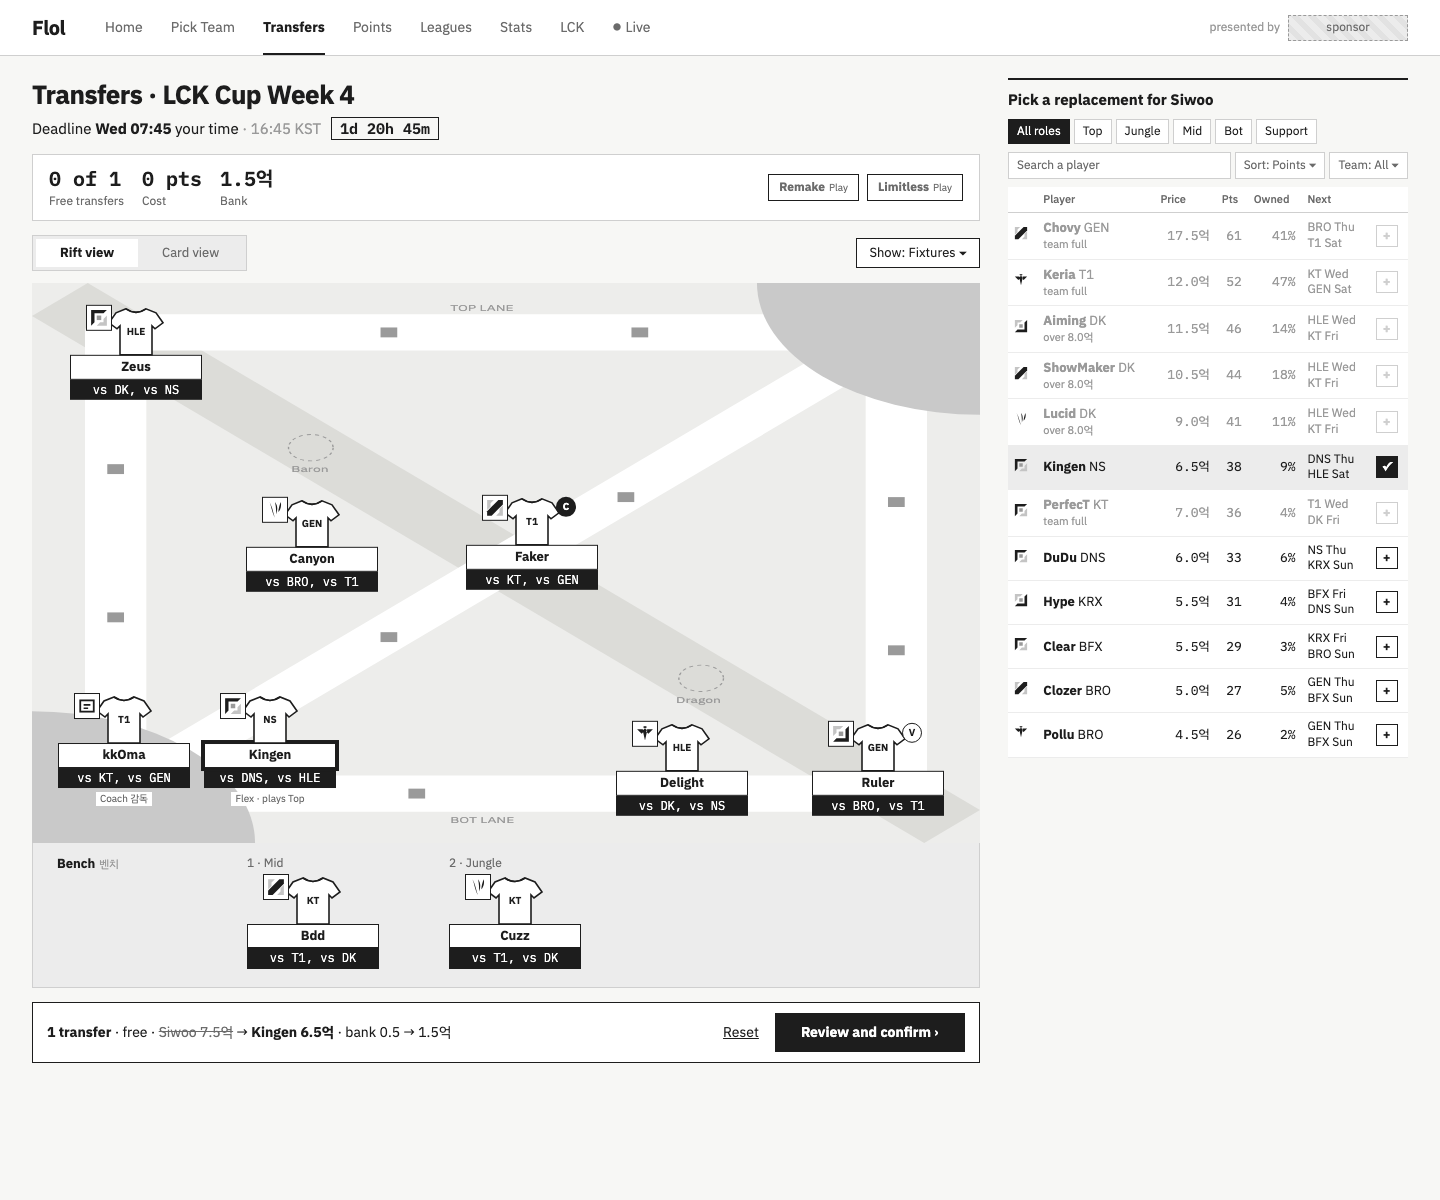 Flol Home Pick Team Transfers Points Leagues Stats LCK Live presented by sponsor
Transfers · LCK Cup Week 4
Deadline Wed 07:45 your time · 16:45 KST 1d 20h 45m
0 of 1 0 pts 1.5억
Free transfers Cost Bank
Remake Play Limitless Play
Rift view Card view Show: Fixtures
TOP LANE
HLE
Zeus
vs DK, vs NS
Baron
GEN
Canyon
vs BRO, vs T1
T1 C
Faker
vs KT, vs GEN
Dragon
T1
kkOma
vs KT, vs GEN
Coach 감독
NS
Kingen
vs DNS, vs HLE
Flex · plays Top
HLE
Delight
vs DK, vs NS
GEN V
Ruler
vs BRO, vs T1
BOT LANE
Bench 벤치
1 · Mid
KT
Bdd
vs T1, vs DK
2 · Jungle
KT
Cuzz
vs T1, vs DK
1 transfer · free · Siwoo 7.5억 → Kingen 6.5억 · bank 0.5 → 1.5억 Reset Review and confirm ›
Pick a replacement for Siwoo
All roles Top Jungle Mid Bot Support
Search a player Sort: Points Team: All
Player Price Pts Owned Next
Chovy GEN 17.5억 61 41% BRO Thu +
team full T1 Sat
Keria T1 12.0억 52 47% KT Wed +
team full GEN Sat
Aiming DK 11.5억 46 14% HLE Wed +
over 8.0억 KT Fri
ShowMaker DK 10.5억 44 18% HLE Wed +
over 8.0억 KT Fri
Lucid DK 9.0억 41 11% HLE Wed +
over 8.0억 KT Fri
Kingen NS 6.5억 38 9% DNS Thu ✔
HLE Sat
PerfecT KT 7.0억 36 4% T1 Wed +
team full DK Fri
DuDu DNS 6.0억 33 6% NS Thu +
KRX Sun
Hype KRX 5.5억 31 4% BFX Fri +
DNS Sun
Clear BFX 5.5억 29 3% KRX Fri +
BRO Sun
Clozer BRO 5.0억 27 5% GEN Thu +
BFX Sun
Pollu BRO 4.5억 26 2% GEN Thu +
BFX Sun